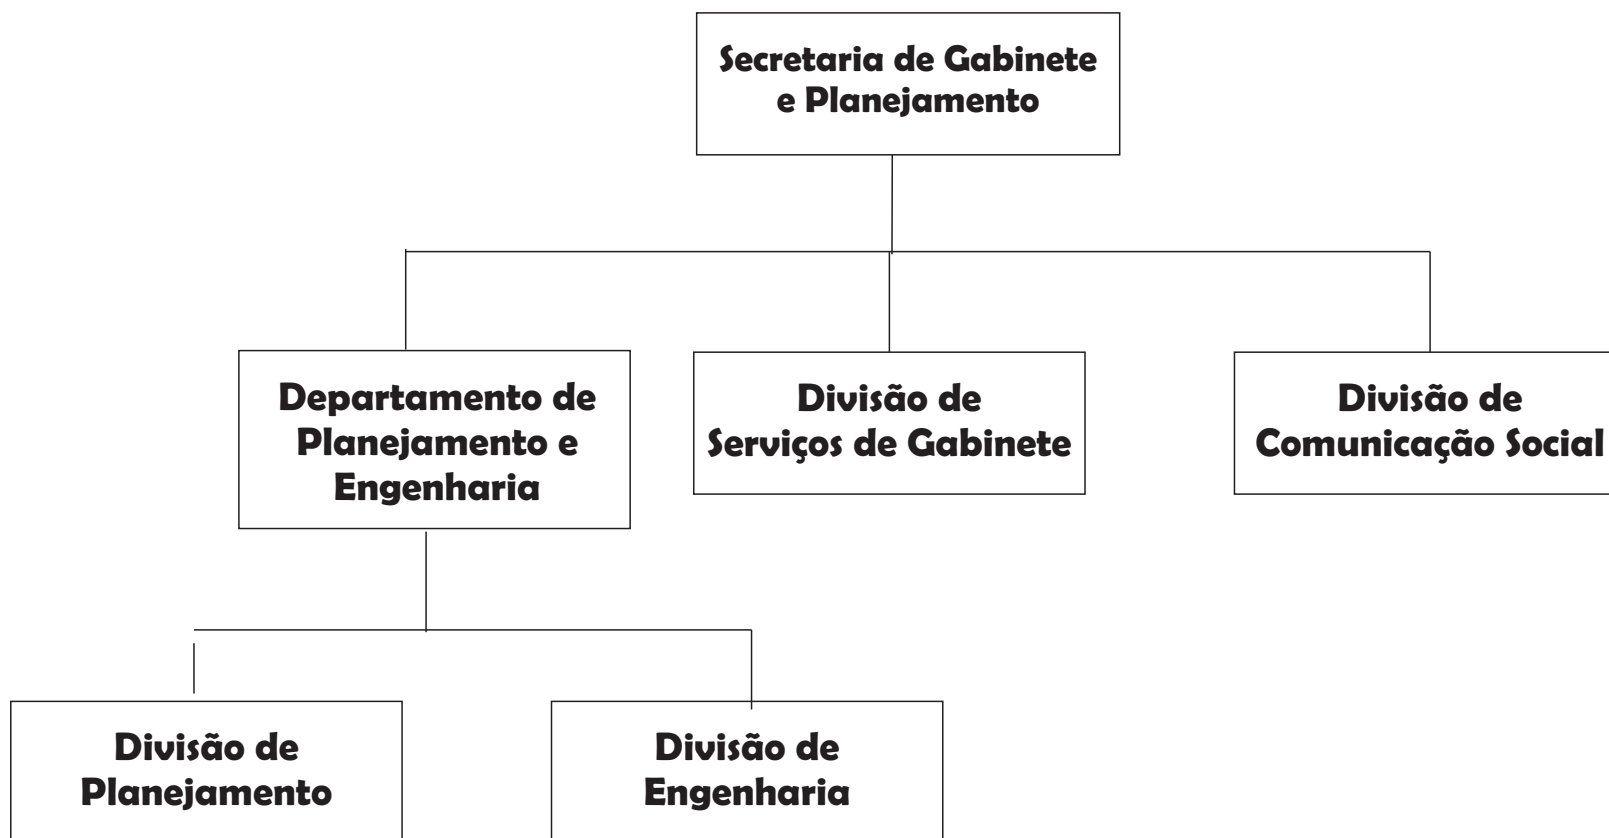 Secretaria de Gabinete
e Planejamento
Departamento de
Planejamento e
Engenharia
Divisão de
Serviços de Gabinete
Divisão de
Comunicação Social
Divisão de
Planejamento
Divisão de
Engenharia